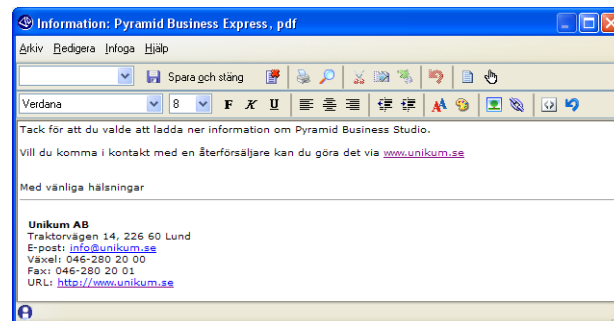 Information: Pyramid Business Express, pdf
Arkiv Redigera Infoga Hjälp
Spara och stäng
Verdana 8 F K U
Tack för att du valde att ladda ner information om Pyramid Business Studio.
Vill du komma i kontakt med en återförsäljare kan du göra det via www.unikum.se
Med vänliga hälsningar
Unikum AB
Traktorvägen 14, 226 60 Lund
E-post: info@unikum.se
Växel: 046-280 20 00
Fax: 046-280 20 01
URL: http://www.unikum.se